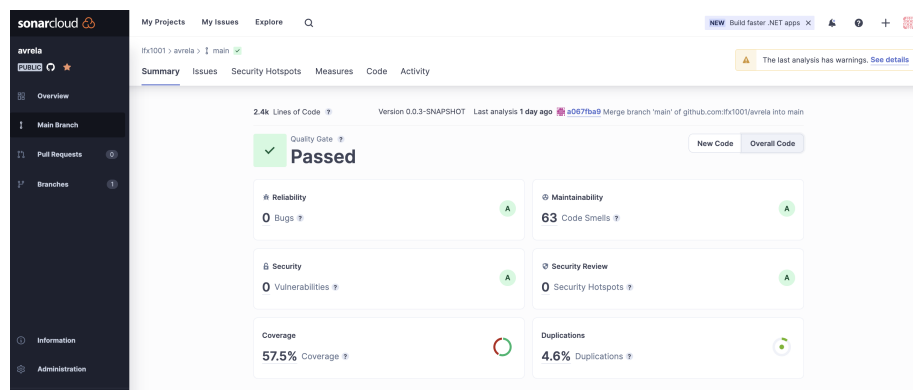 sonarcloud
My Projects My Issues Explore
NEW Build faster .NET apps
avrela
PUBLIC
lfx1001 > avrela > main
The last analysis has warnings. See details
Summary Issues Security Hotspots Measures Code Activity
Overview
Main Branch
Pull Requests 0
Branches 1
Information
Administration
2.4k Lines of Code ?
Version 0.0.3-SNAPSHOT Last analysis 1 day ago a067fba9 Merge branch 'main' of github.com:lfx1001/avrela into main
Quality Gate ?
Passed
New Code Overall Code
Reliability
0 Bugs ?
A
Maintainability
63 Code Smells ?
A
Security
0 Vulnerabilities ?
A
Security Review
0 Security Hotspots ?
A
Coverage
57.5% Coverage ?
Duplications
4.6% Duplications ?